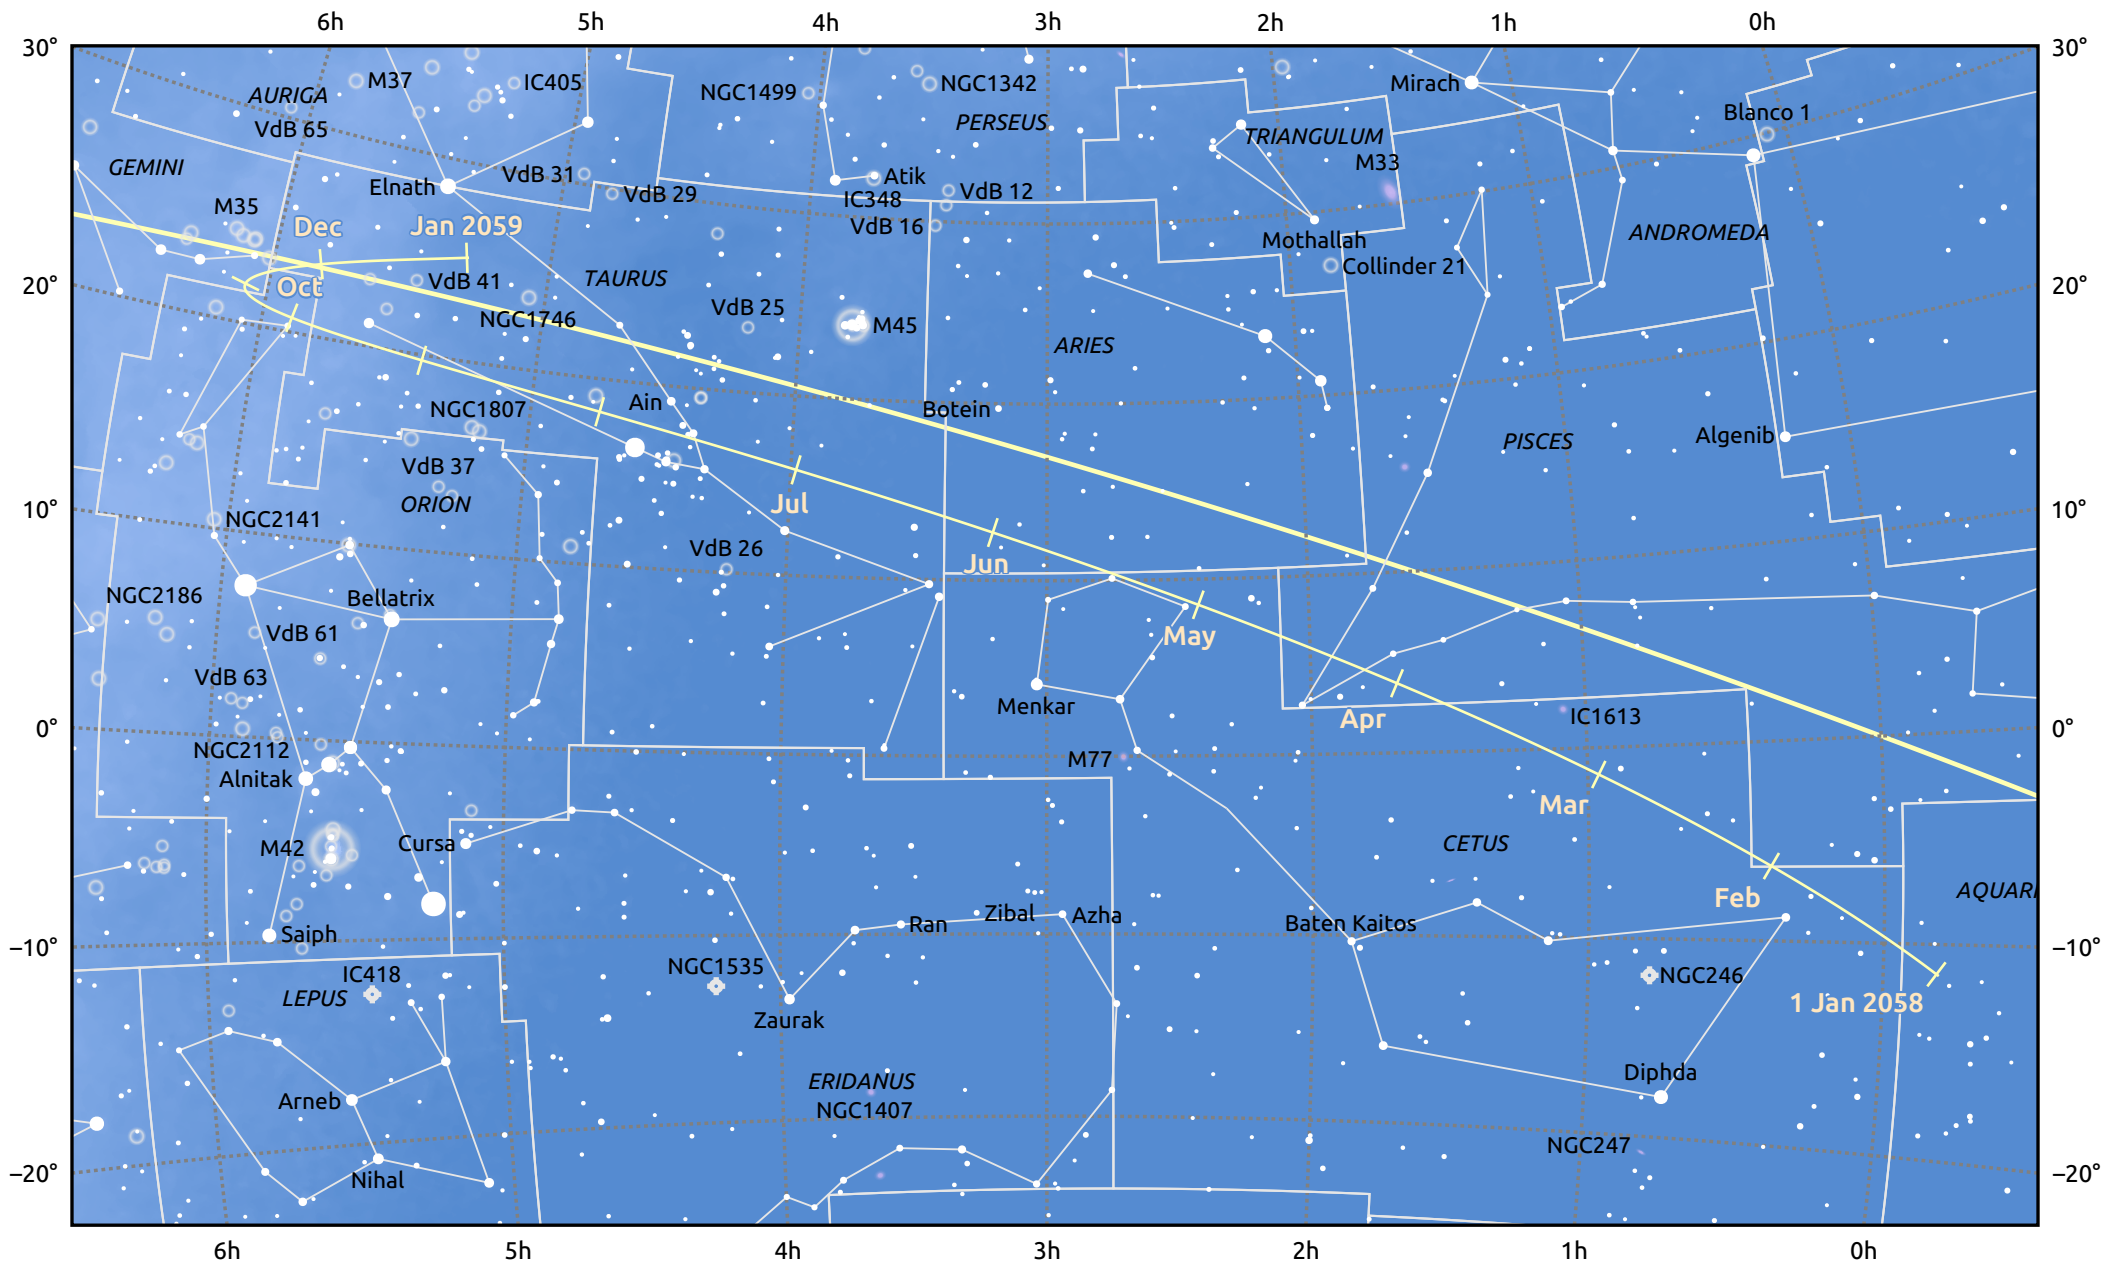 6h 5h 4h 3h 2h 1h 0h
30° 30°
M37 IC405 NGC1499 NGC1342 Mirach
AURIGA Blanco 1
VdB 65 PERSEUS TRIANGULUM
GEMINI M33
Elnath VdB 31 VdB 29 Atik VdB 12
IC348
M35 VdB 16
Dec Jan 2059 Mothallah ANDROMEDA
Collinder 21
20° Oct VdB 41 TAURUS 20°
NGC1746 VdB 25 M45
ARIES
NGC1807 Ain Botein
PISCES Algenib
VdB 37
ORION Jul
10° 10°
NGC2141
VdB 26 Jun
NGC2186 Bellatrix
VdB 61 May
VdB 63 Menkar
Apr IC1613
0° 0°
NGC2112 M77
Alnitak
Mar
M42 Cursa CETUS
Feb AQUARI
Saiph Ran Zibal Azha Baten Kaitos
−10° −10°
IC418 NGC1535 NGC246
LEPUS 1 Jan 2058
Zaurak
Diphda
ERIDANUS
Arneb NGC1407
NGC247
−20° Nihal −20°
6h 5h 4h 3h 2h 1h 0h